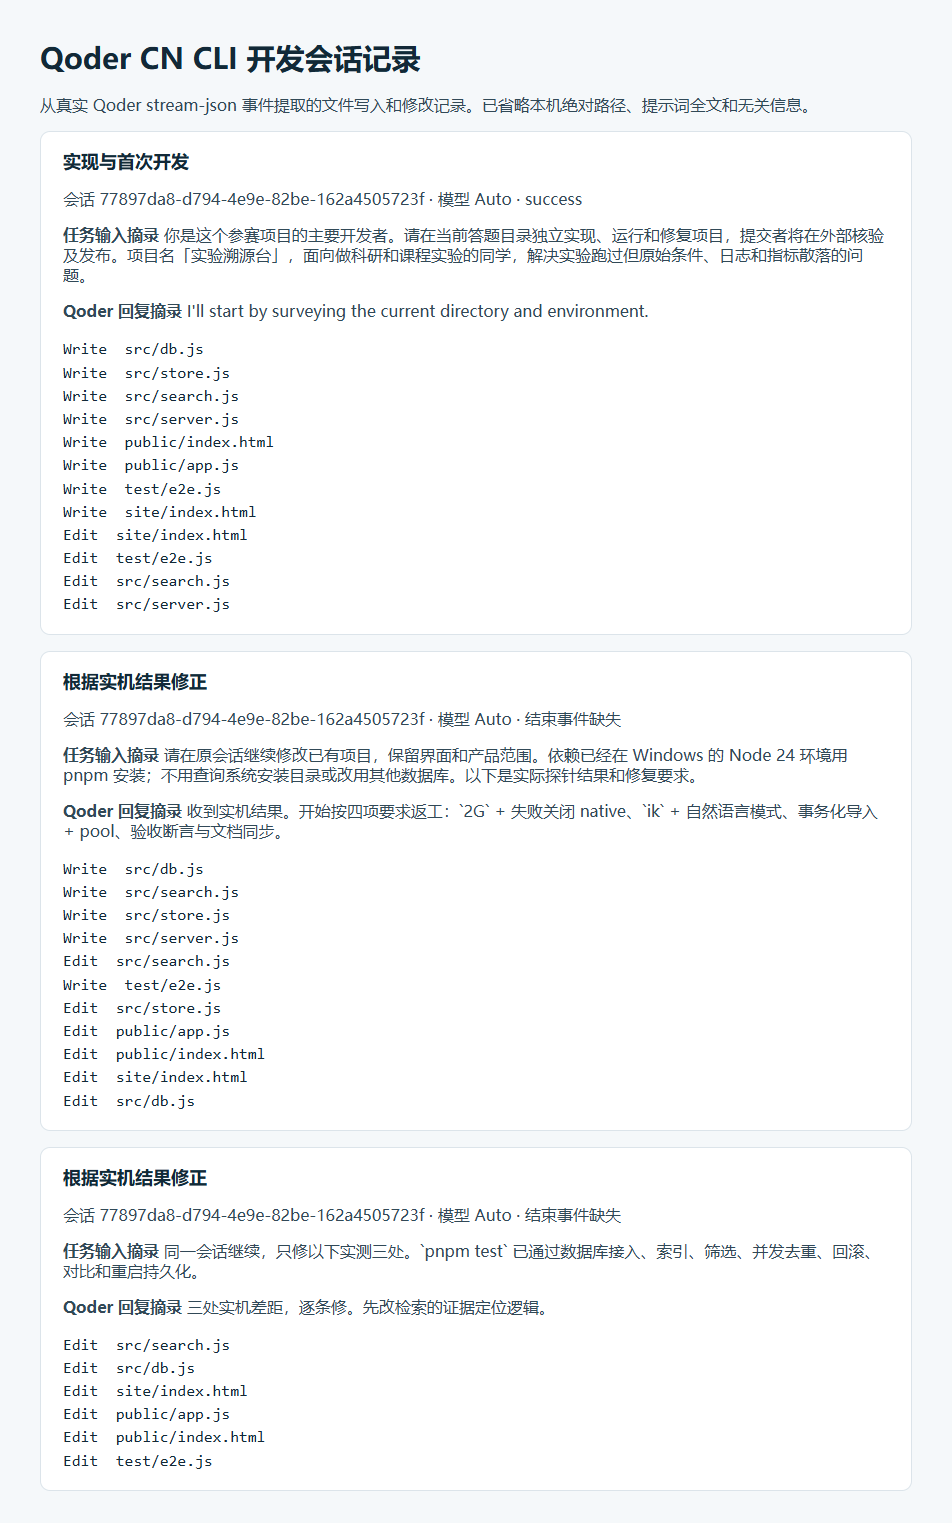 Qoder CN CLI 开发会话记录
从真实 Qoder stream-json 事件提取的文件写入和修改记录。已省略本机绝对路径、提示词全文和无关信息。
实现与首次开发
会话 77897da8-d794-4e9e-82be-162a4505723f · 模型 Auto · success
任务输入摘录 你是这个参赛项目的主要开发者。请在当前答题目录独立实现、运行和修复项目，提交者将在外部核验
及发布。项目名「实验溯源台」，面向做科研和课程实验的同学，解决实验跑过但原始条件、日志和指标散落的问
题。
Qoder 回复摘录 I'll start by surveying the current directory and environment.
Write  src/db.js
Write  src/store.js
Write  src/search.js
Write  src/server.js
Write  public/index.html
Write  public/app.js
Write  test/e2e.js
Write  site/index.html
Edit  site/index.html
Edit  test/e2e.js
Edit  src/search.js
Edit  src/server.js
根据实机结果修正
会话 77897da8-d794-4e9e-82be-162a4505723f · 模型 Auto · 结束事件缺失
任务输入摘录 请在原会话继续修改已有项目，保留界面和产品范围。依赖已经在 Windows 的 Node 24 环境用
pnpm 安装；不用查询系统安装目录或改用其他数据库。以下是实际探针结果和修复要求。
Qoder 回复摘录 收到实机结果。开始按四项要求返工：`2G` + 失败关闭 native、`ik` + 自然语言模式、事务化导入
+ pool、验收断言与文档同步。
Write  src/db.js
Write  src/search.js
Write  src/store.js
Write  src/server.js
Edit  src/search.js
Write  test/e2e.js
Edit  src/store.js
Edit  public/app.js
Edit  public/index.html
Edit  site/index.html
Edit  src/db.js
根据实机结果修正
会话 77897da8-d794-4e9e-82be-162a4505723f · 模型 Auto · 结束事件缺失
任务输入摘录 同一会话继续，只修以下实测三处。`pnpm test` 已通过数据库接入、索引、筛选、并发去重、回滚、
对比和重启持久化。
Qoder 回复摘录 三处实机差距，逐条修。先改检索的证据定位逻辑。
Edit  src/search.js
Edit  src/db.js
Edit  site/index.html
Edit  public/app.js
Edit  public/index.html
Edit  test/e2e.js